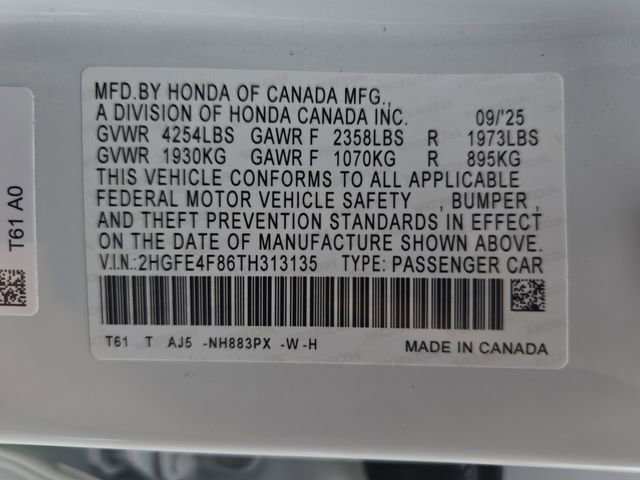 MFD.BY HONDA OF CANADA MFG.,
A DIVISION OF HONDA CANADA INC. 09/'25
GVWR 4254LBS GAWR F 2358LBS R 1973LBS
GVWR 1930KG GAWR F 1070KG R 895KG
THIS VEHICLE CONFORMS TO ALL APPLICABLE
FEDERAL MOTOR VEHICLE SAFETY , BUMPER ,
AND THEFT PREVENTION STANDARDS IN EFFECT
ON THE DATE OF MANUFACTURE SHOWN ABOVE.
V.I.N.:2HGFE4F86TH313135 TYPE: PASSENGER CAR
T61 T AJ5 -NH883PX -W-H MADE IN CANADA
T61 A0